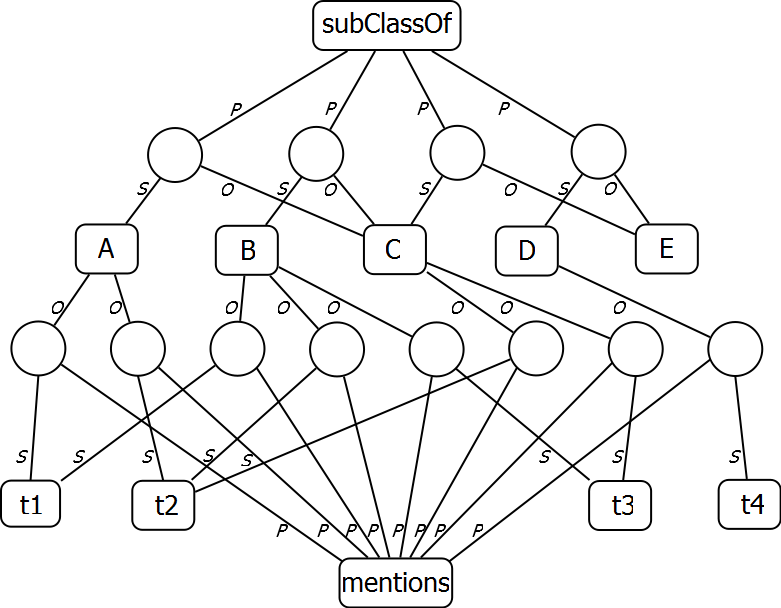 subClassOf
P P P P
S O S O S O S O
A B C D E
O O O O O O O O
S S S S S S S S
t1 t2 t3 t4
P P P P P P P P
mentions